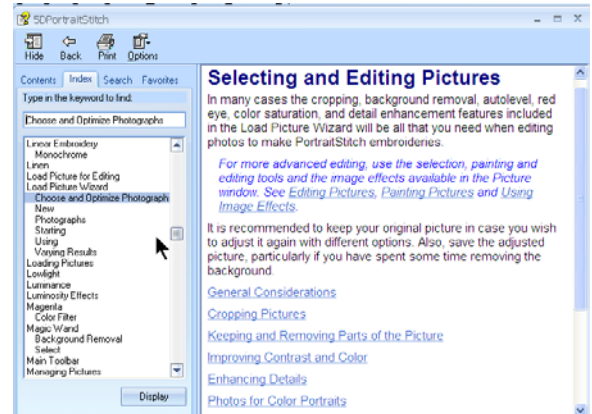 5DPortraitStitch
Hide Back Print Options
Contents Index Search Favorites
Type in the keyword to find:
Choose and Optimize Photographs
Linear Embroidery
Monochrome
Linen
Load Picture for Editing
Load Picture Wizard
Choose and Optimize Photograph
New
Photographs
Starting
Using
Varying Results
Loading Pictures
Lowlight
Luminance
Luminosity Effects
Magenta
Color Filter
Magic Wand
Background Removal
Select
Main Toolbar
Managing Pictures
Display
Selecting and Editing Pictures
In many cases the cropping, background removal, autolevel, red
eye, color saturation, and detail enhancement features included
in the Load Picture Wizard will be all that you need when editing
photos to make PortraitStitch embroideries.
For more advanced editing, use the selection, painting and
editing tools and the image effects available in the Picture
window. See Editing Pictures, Painting Pictures and Using
Image Effects.
It is recommended to keep your original picture in case you wish
to adjust it again with different options. Also, save the adjusted
picture, particularly if you have spent some time removing the
background.
General Considerations
Cropping Pictures
Keeping and Removing Parts of the Picture
Improving Contrast and Color
Enhancing Details
Photos for Color Portraits